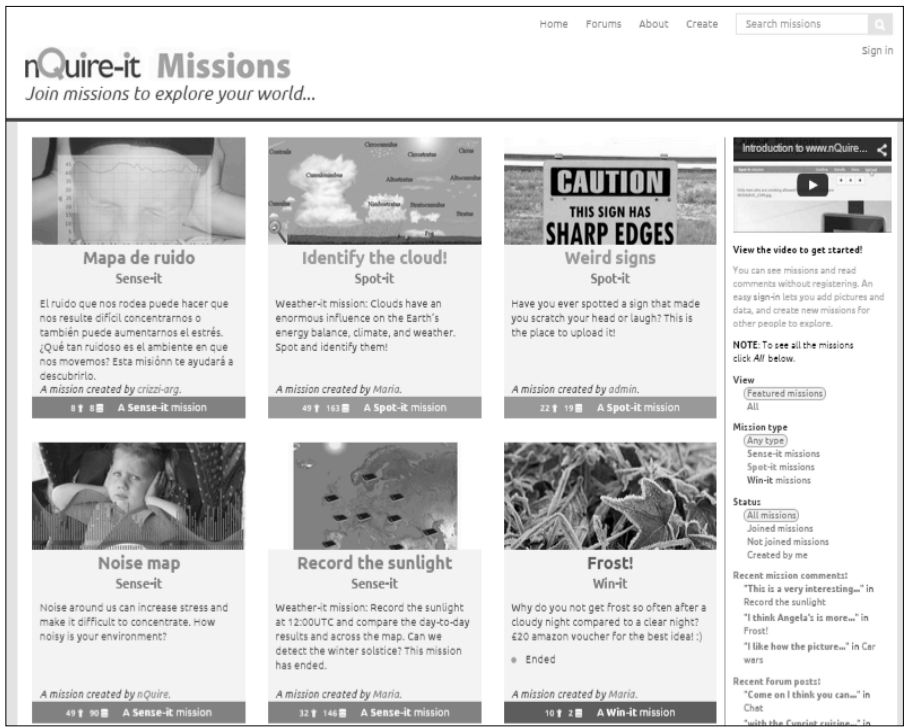 Home Forums About Create Search missions
Sign in
nQuire-it Missions
Join missions to explore your world...
Mapa de ruido
Sense-it
El ruido que nos rodea puede hacer que
nos resulte difícil concentrarnos o
también puede aumentarnos el estrés.
¿Qué tan ruidoso es el ambiente en que
nos movemos? Esta misiónn te ayudará a
descubrirlo.
A mission created by crizzi-arg.
8 8 A Sense-it mission
Cirrocumulus
Cirrus
Cirrostratus
Altostratus
Cumulonimbus
Nimbostratus
Stratocumulus
Cumulus
Stratus
Fog
Identify the cloud!
Spot-it
Weather-it mission: Clouds have an
enormous influence on the Earth's
energy balance, climate, and weather.
Spot and identify them!
A mission created by Maria.
49 163 A Spot-it mission
CAUTION
THIS SIGN HAS
SHARP EDGES
Weird signs
Spot-it
Have you ever spotted a sign that made
you scratch your head or laugh? This is
the place to upload it!
A mission created by admin.
22 19 A Spot-it mission
Noise map
Sense-it
Noise around us can increase stress and
make it difficult to concentrate. How
noisy is your environment?
A mission created by nQuire.
49 90 A Sense-it mission
Record the sunlight
Sense-it
Weather-it mission: Record the sunlight
at 12:00UTC and compare the day-to-day
results and across the map. Can we
detect the winter solstice? This mission
has ended.
A mission created by Maria.
32 146 A Sense-it mission
Frost!
Win-it
Why do you not get frost so often after a
cloudy night compared to a clear night?
£20 amazon voucher for the best idea! :)
Ended
A mission created by Maria.
10 2 A Win-it mission
Introduction to www.nQuire...
View the video to get started!
You can see missions and read
comments without registering. An
easy sign-in lets you add pictures and
data, and create new missions for
other people to explore.
NOTE: To see all the missions
click All below.
View
Featured missions
All
Mission type
Any type
Sense-it missions
Spot-it missions
Win-it missions
Status
All missions
Joined missions
Not joined missions
Created by me
Recent mission comments:
"This is a very interesting..." in
Record the sunlight
"I think Angela's is more..." in
Frost!
"I like how the picture..." in Car
wars
Recent forum posts:
"Come on I think you can..." in
Chat
"with the Cypriot cuisine..." in